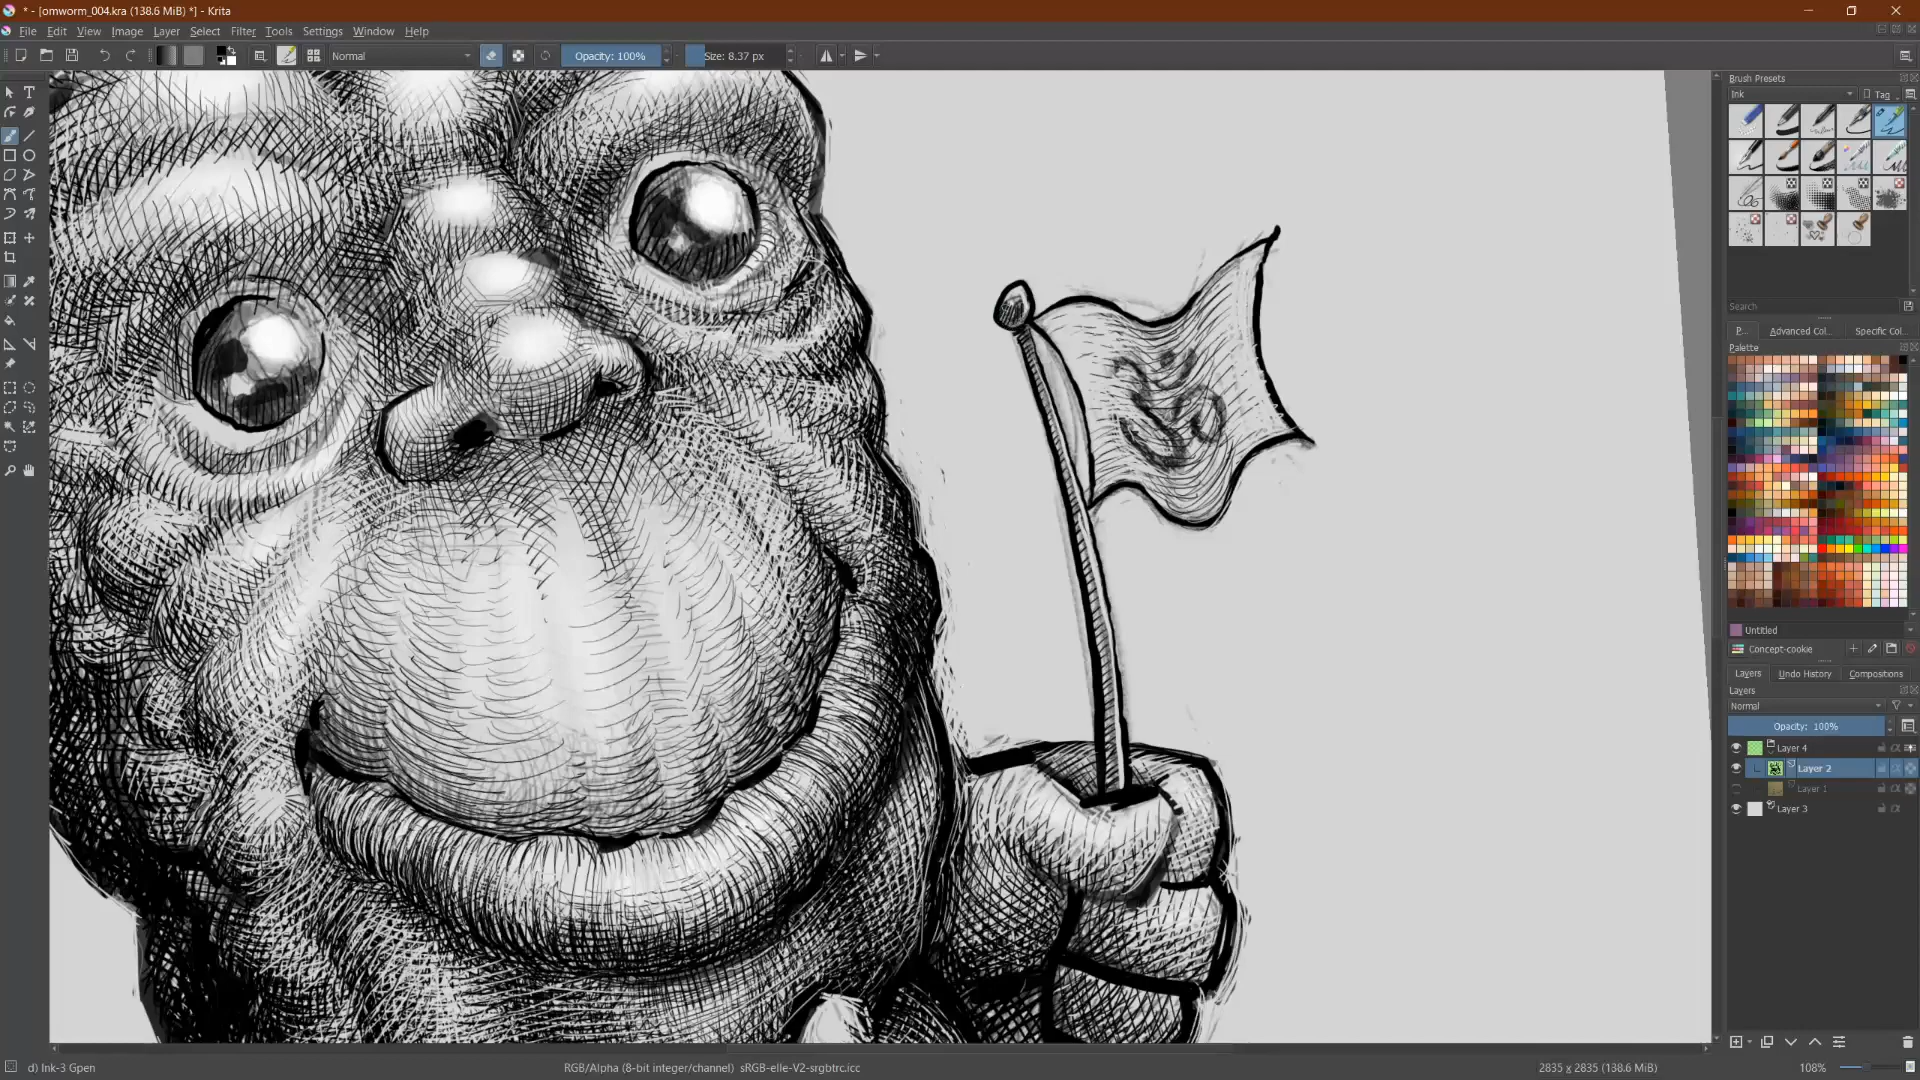 * - [omworm_004.kra (138.6 MiB) *] - Krita
File Edit View Image Layer Select Filter Tools Settings Window Help
Normal Opacity: 100% Size: 8.37 px
Brush Presets
Ink Tag
Search
P... Advanced Col... Specific Col...
Palette
Untitled
Concept-cookie
Layers Undo History Compositions
Layers
Normal
Opacity: 100%
Layer 4
Layer 2
Layer 1
Layer 3
d) Ink-3 Gpen RGB/Alpha (8-bit integer/channel) sRGB-elle-V2-srgbtrc.icc 2835 x 2835 (138.6 MiB) 108%